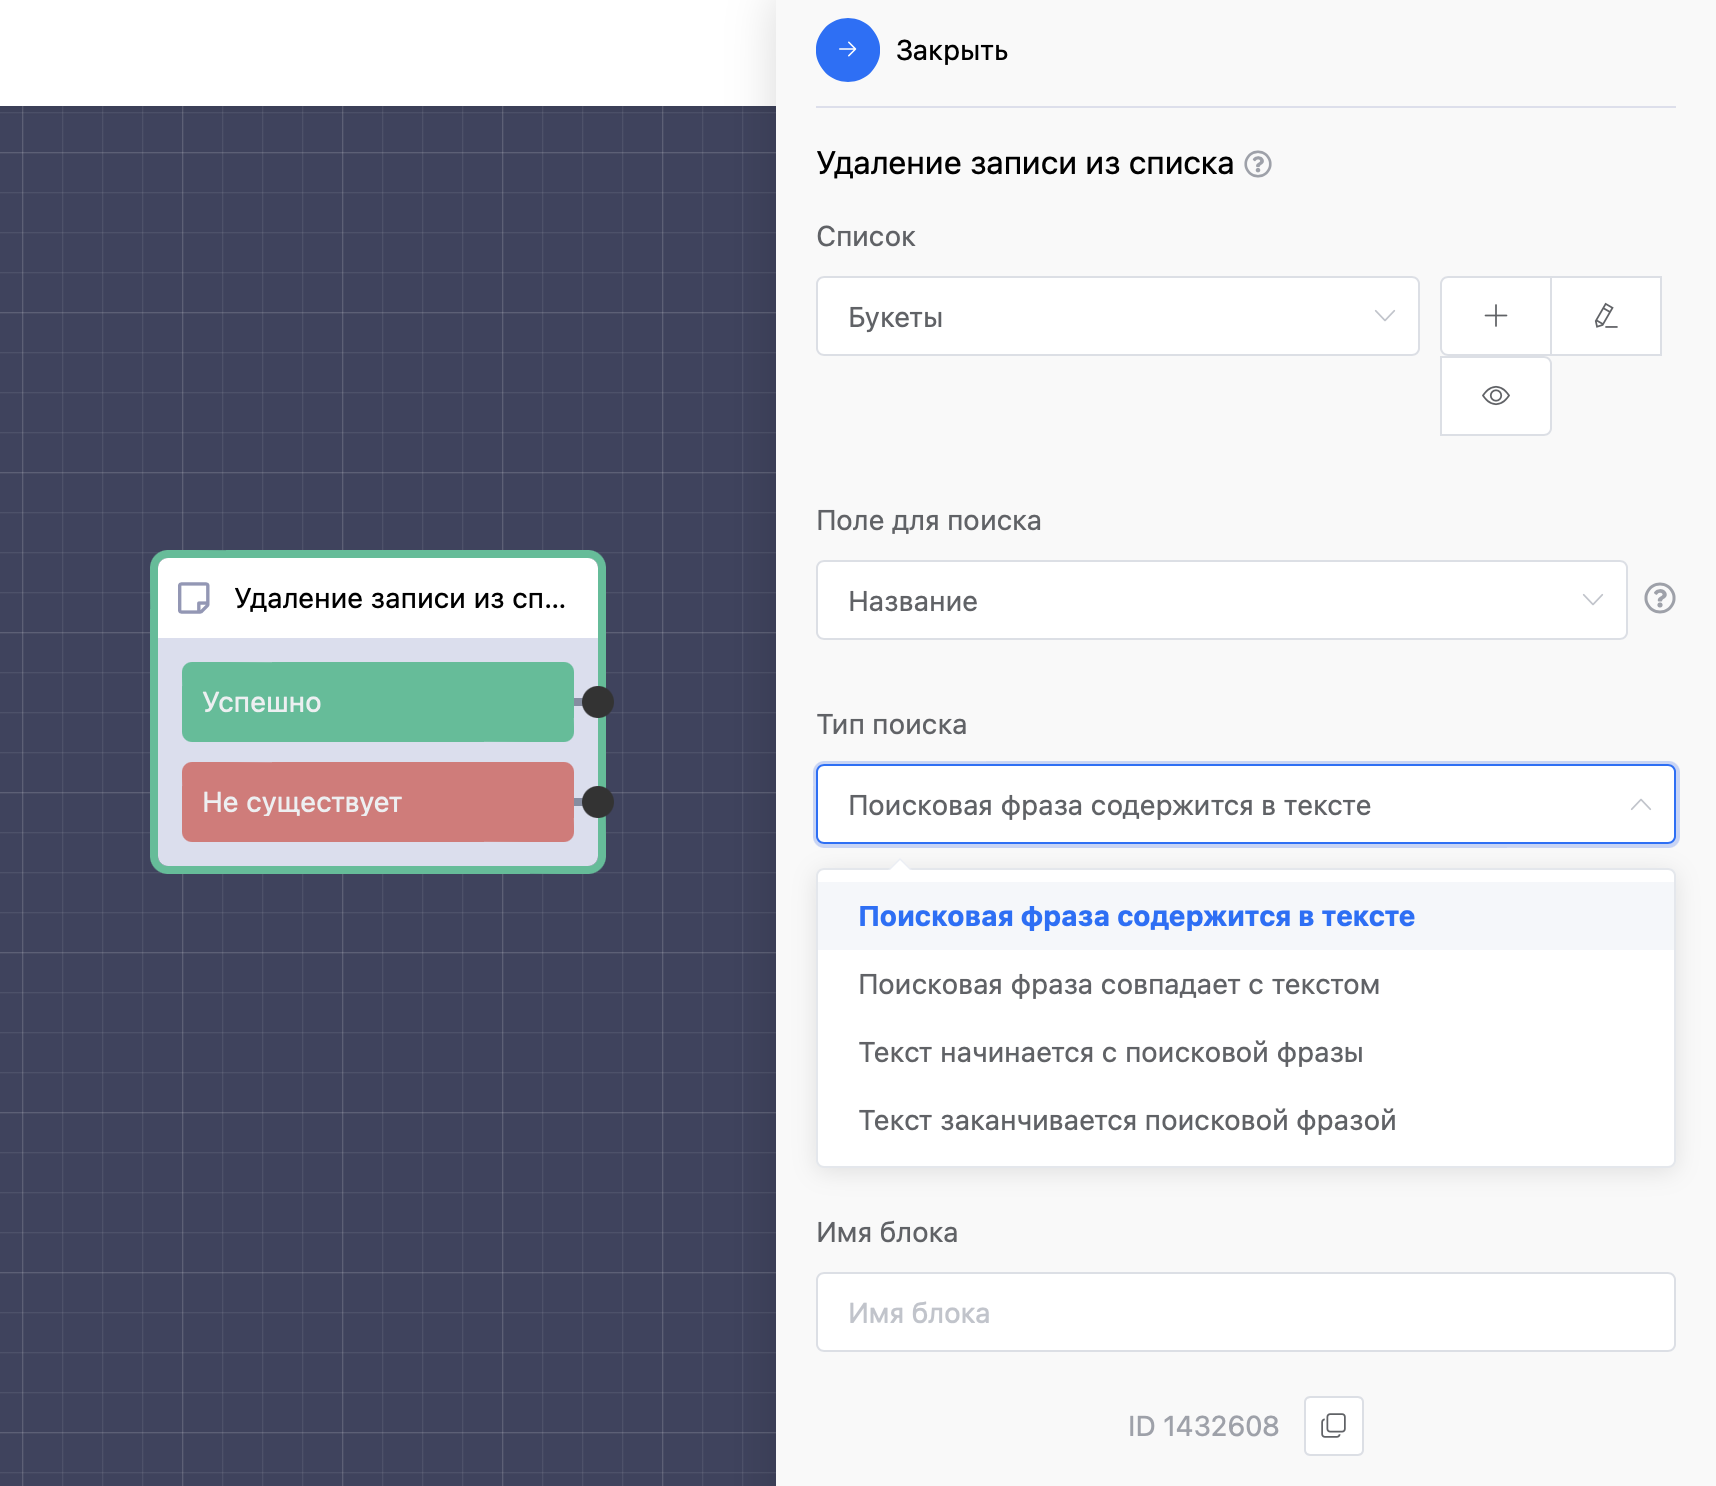 Закрыть
Удаление записи из списка
Список
Букеты
Поле для поиска
Название
Тип поиска
Поисковая фраза содержится в тексте
Поисковая фраза содержится в тексте
Поисковая фраза совпадает с текстом
Текст начинается с поисковой фразы
Текст заканчивается поисковой фразой
Имя блока
Имя блока
ID 1432608
Удаление записи из сп...
Успешно
Не существует